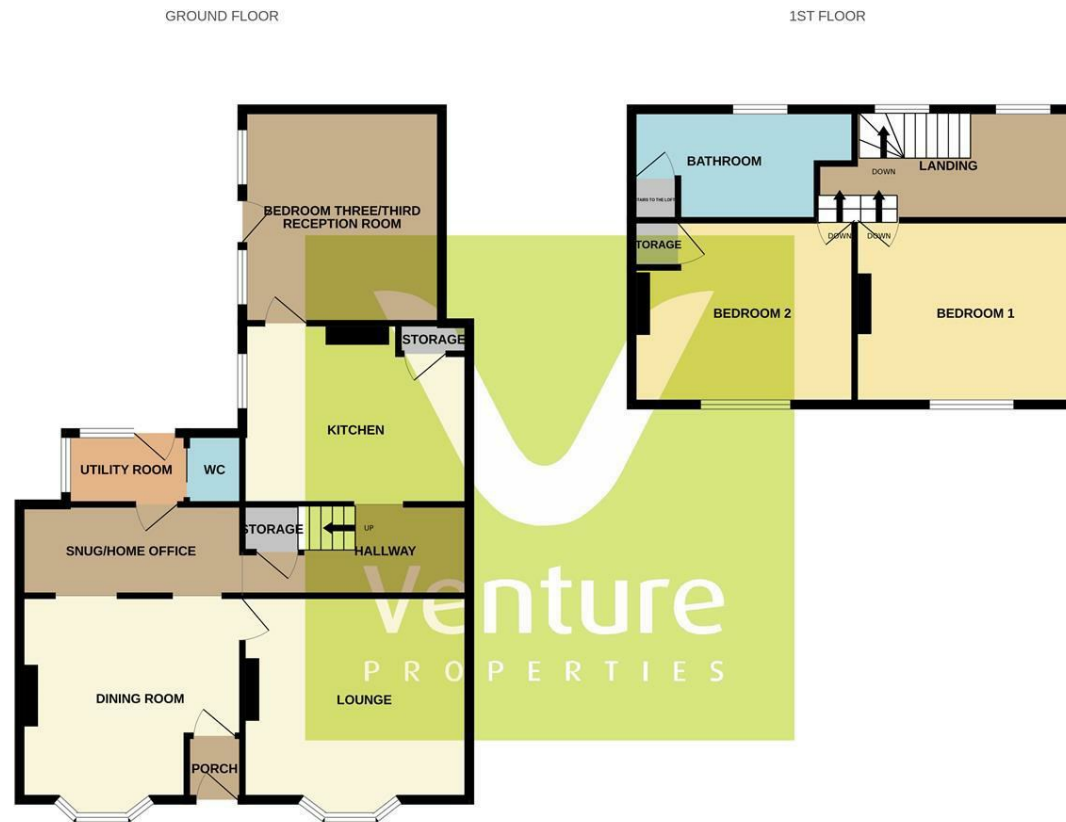 GROUND FLOOR
1ST FLOOR
BEDROOM THREE/THIRD
RECEPTION ROOM
STORAGE
KITCHEN
UTILITY ROOM
WC
STORAGE
UP
SNUG/HOME OFFICE
HALLWAY
DINING ROOM
LOUNGE
PORCH
BATHROOM
LANDING
DOWN
STAIRS TO THE LOFT
DOWN
DOWN
STORAGE
BEDROOM 2
BEDROOM 1
Venture
PROPERTIES